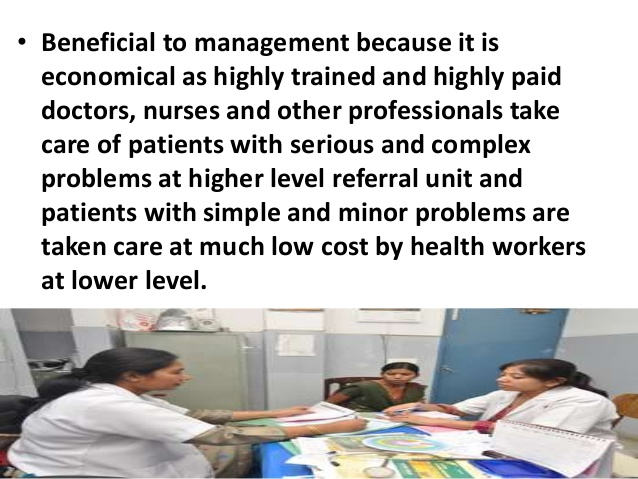 • Beneficial to management because it is
economical as highly trained and highly paid
doctors, nurses and other professionals take
care of patients with serious and complex
problems at higher level referral unit and
patients with simple and minor problems are
taken care at much low cost by health workers
at lower level.